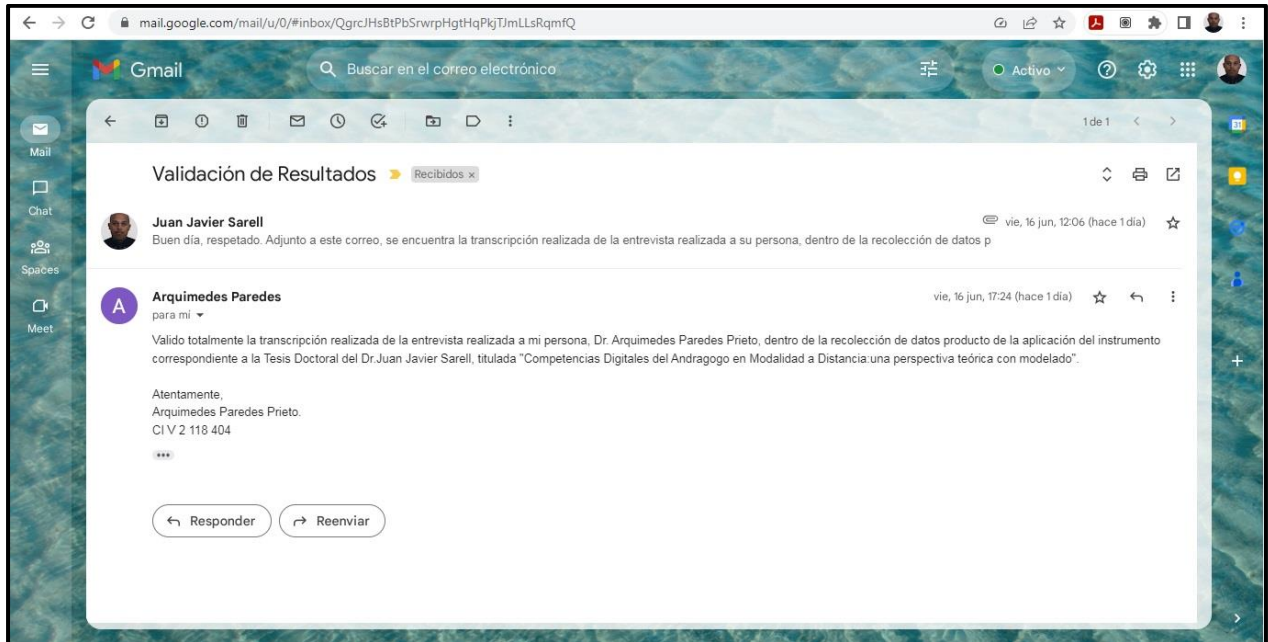 mail.google.com/mail/u/0/#inbox/QgrcJHsBtPbSrwrpHgtHqPkjTJmLLsRqmfQ
Gmail
Buscar en el correo electrónico
Activo
1 de 1
31
Mail
Chat
Spaces
Meet
Validación de Resultados
Recibidos ×
Juan Javier Sarell
vie, 16 jun, 12:06 (hace 1 día)
Buen día, respetado. Adjunto a este correo, se encuentra la transcripción realizada de la entrevista realizada a su persona, dentro de la recolección de datos p
A
Arquimedes Paredes
vie, 16 jun, 17:24 (hace 1 día)
para mí
Valido totalmente la transcripción realizada de la entrevista realizada a mi persona, Dr. Arquimedes Paredes Prieto, dentro de la recolección de datos producto de la aplicación del instrumento
correspondiente a la Tesis Doctoral del Dr.Juan Javier Sarell, titulada "Competencias Digitales del Andragogo en Modalidad a Distancia:una perspectiva teórica con modelado".
Atentamente,
Arquimedes Paredes Prieto.
CI V 2 118 404
Responder
Reenviar